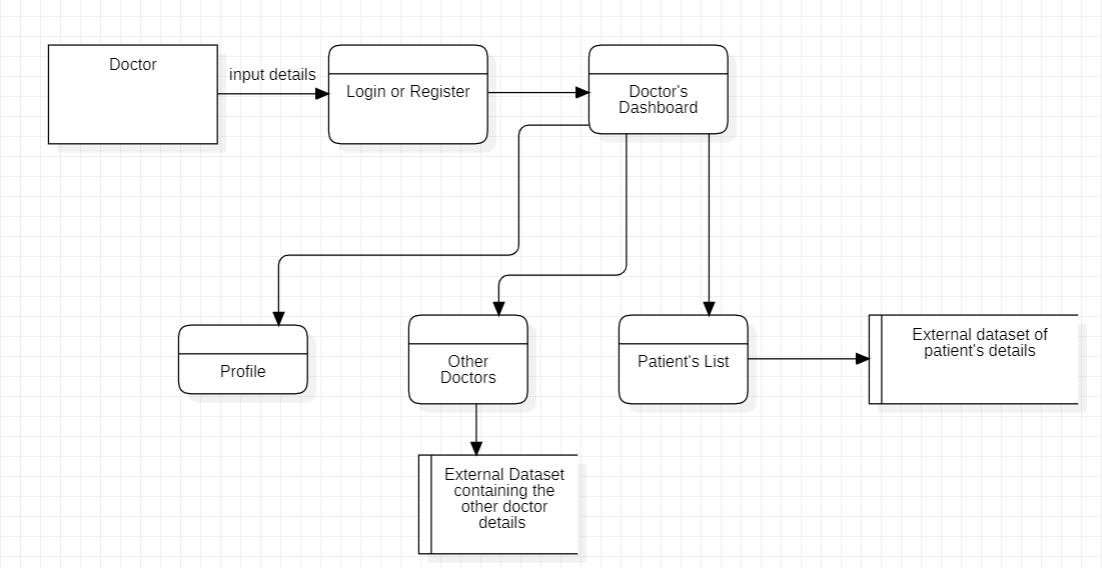 Doctor
input details
Login or Register
Doctor's
Dashboard
Profile
Other
Doctors
Patient's List
External dataset of
patient's details
External Dataset
containing the
other doctor
details